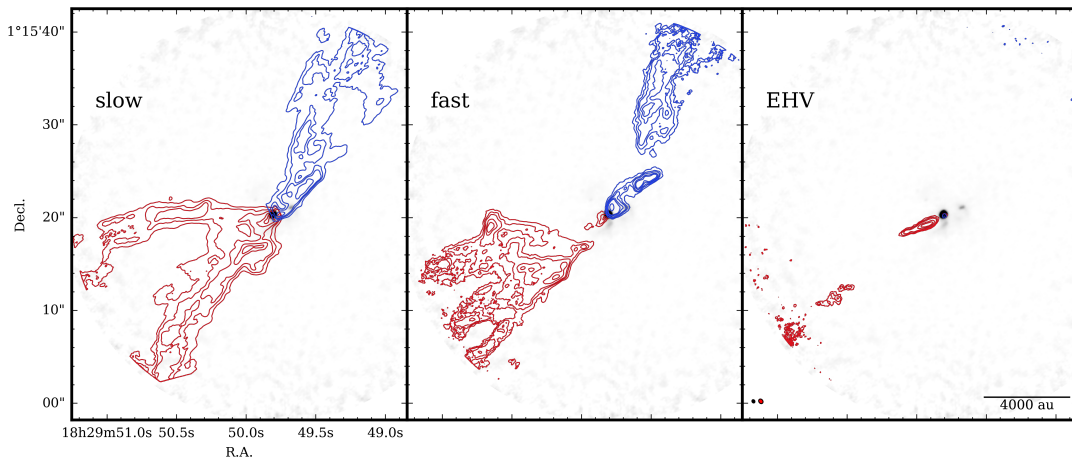 1°15'40"
30"
20"
10"
00"
Decl.
slow
fast
EHV
4000 au
18h29m51.0s 50.5s 50.0s 49.5s 49.0s
R.A.